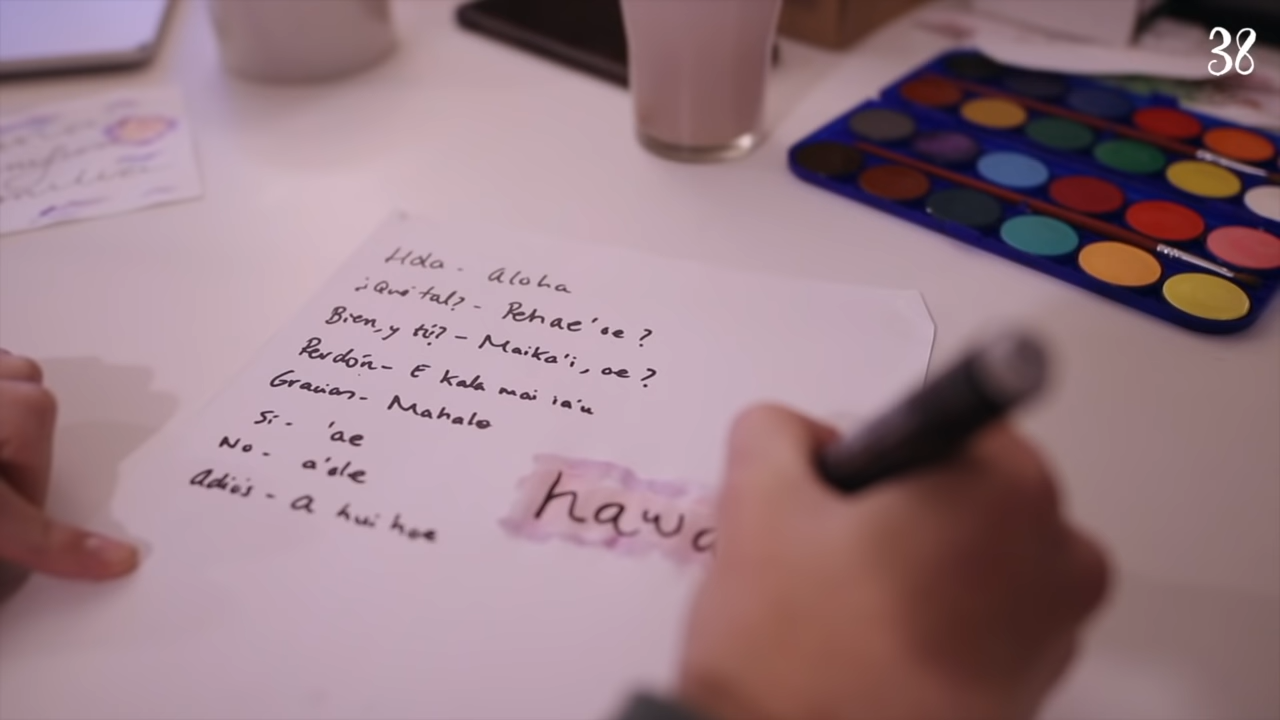 38
Hola - Aloha
¿Qué tal? - Pehae'oe?
Bien, y tú? - Maika'i, oe?
Perdón - E kala mai ia'u
Gracias - Mahalo
Sí - 'ae
No - a'ole
Adiós - A hui hoe
hawa